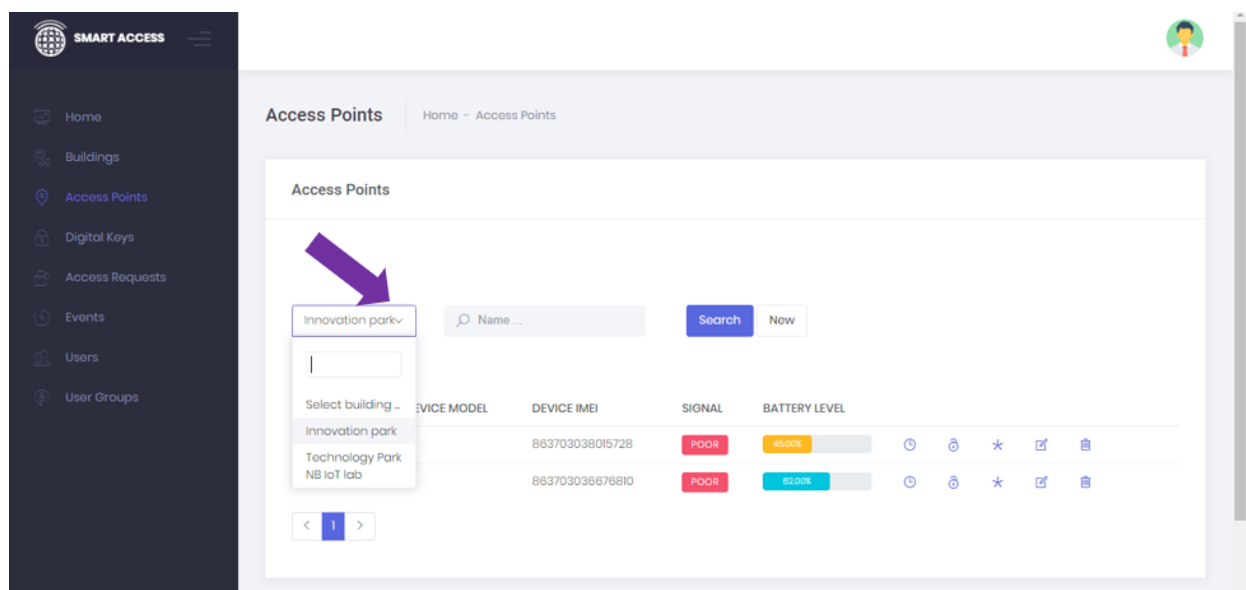 SMART ACCESS
Home
Buildings
Access Points
Digital Keys
Access Requests
Events
Users
User Groups
Access Points
Home - Access Points
Access Points
Innovation park
Name ...
Search
New
Select building ...
Innovation park
Technology Park
NB IoT lab
EVICE MODEL
DEVICE IMEI
SIGNAL
BATTERY LEVEL
863703038015728
POOR
45.00%
863703036676810
POOR
62.00%
1